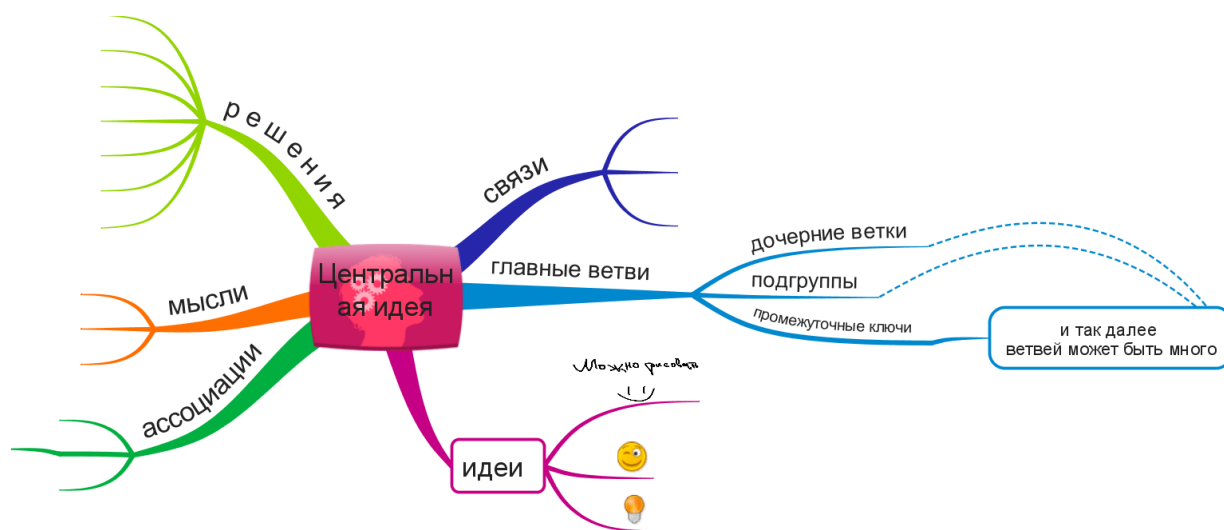 решения
связи
дочерние ветки
главные ветви
подгруппы
Центральн
ая идея
мысли
промежуточные ключи
и так далее
ветвей может быть много
ассоциации
Можно рисовать
идеи